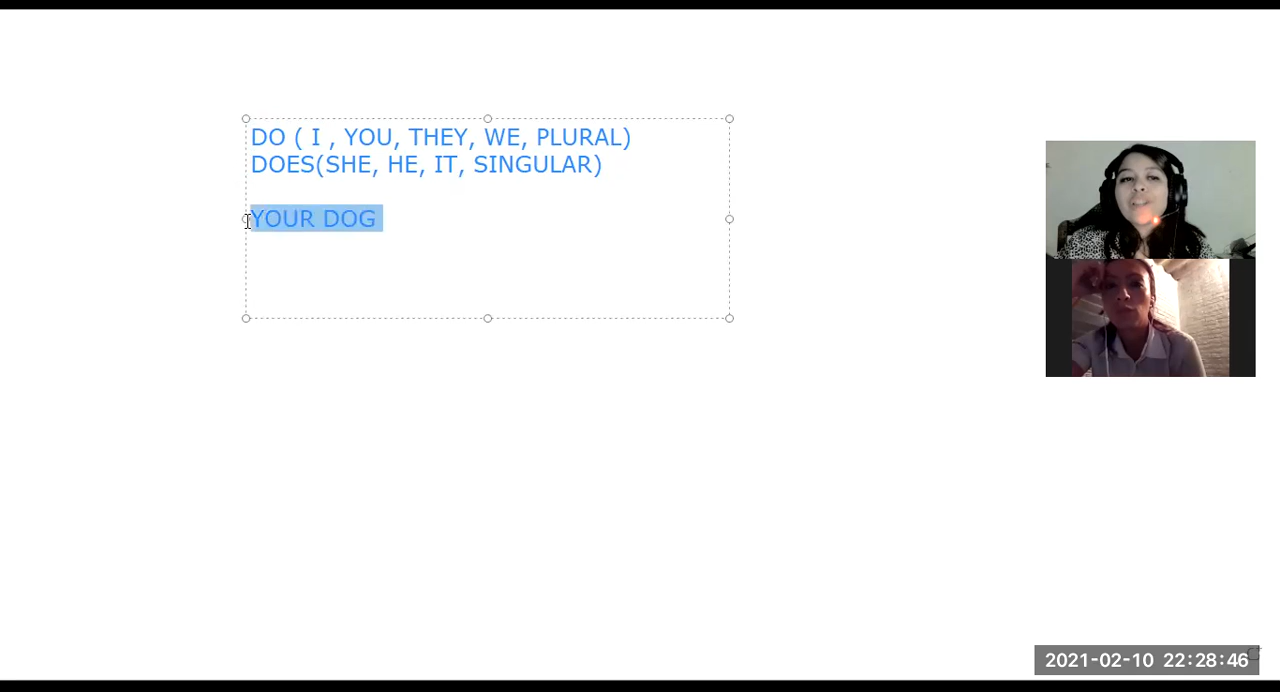 DO ( I , YOU, THEY, WE, PLURAL)
DOES(SHE, HE, IT, SINGULAR)
YOUR DOG
2021-02-10 22:28:46